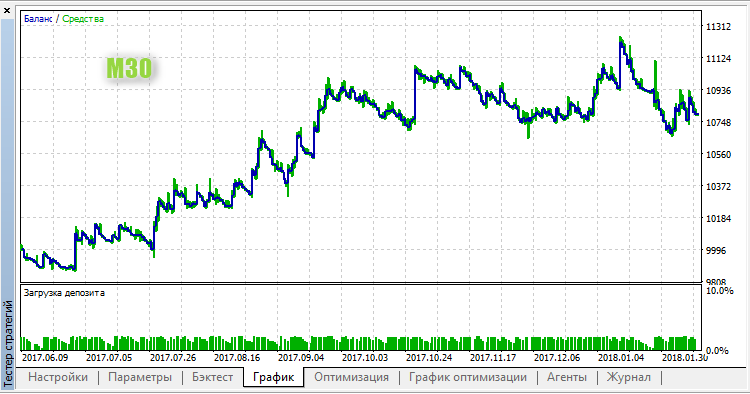 Баланс / Средства
M30
11312
11124
10936
10748
10560
10372
10184
9996
9808
Загрузка депозита
10.0%
0.0%
2017.06.09 2017.07.05 2017.07.26 2017.08.16 2017.09.04 2017.10.03 2017.10.24 2017.11.17 2017.12.06 2018.01.04 2018.01.30
Тестер стратегий
Настройки Параметры Бэктест График Оптимизация График оптимизации Агенты Журнал